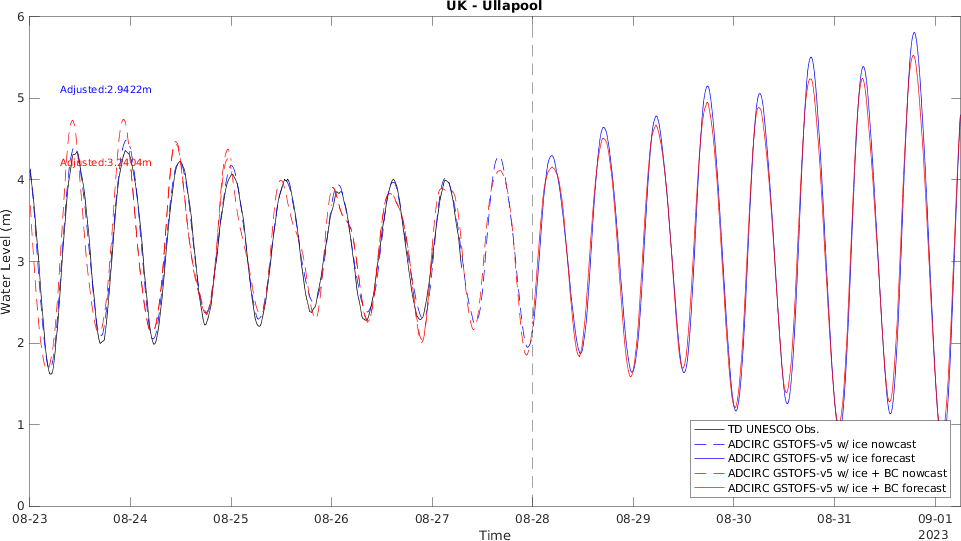 UK - Ullapool
6
5
4
3
2
1
0
Water Level (m)
Adjusted:2.9422m
Adjusted:3.2404m
TD UNESCO Obs.
ADCIRC GSTOFS-v5 w/ ice nowcast
ADCIRC GSTOFS-v5 w/ ice forecast
ADCIRC GSTOFS-v5 w/ ice + BC nowcast
ADCIRC GSTOFS-v5 w/ ice + BC forecast
08-23 08-24 08-25 08-26 08-27 08-28 08-29 08-30 08-31 09-01
Time
2023